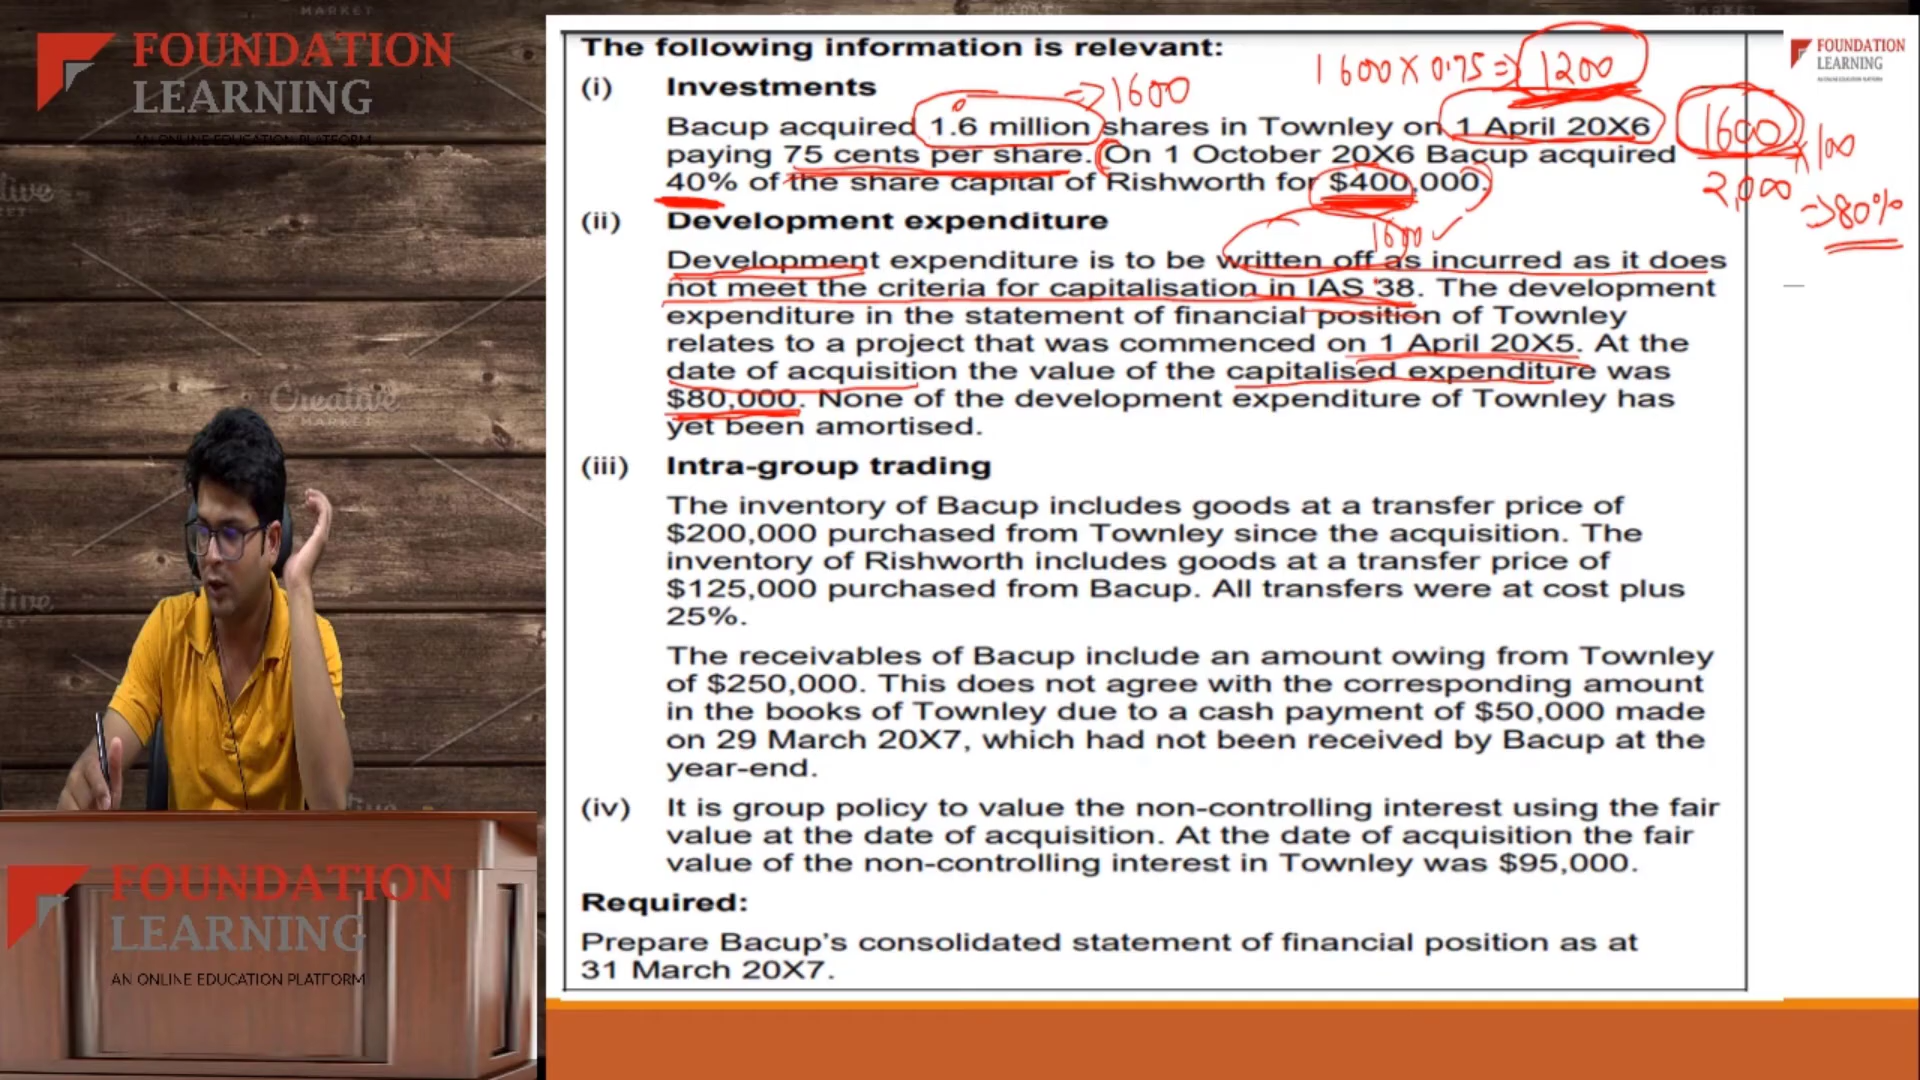 MARKET
FOUNDATION
LEARNING
AN ONLINE EDUCATION PLATFORM
Creative
MARKET
FOUNDATION
LEARNING
AN ONLINE EDUCATION PLATFORM
FOUNDATION
LEARNING
AN ONLINE EDUCATION PLATFORM
The following information is relevant:
1600 X 0.75 => 1200
(i) Investments
=> 1600
Bacup acquired 1.6 million shares in Townley on 1 April 20X6
paying 75 cents per share. On 1 October 20X6 Bacup acquired
40% of the share capital of Rishworth for $400,000.
1600 X 100
2,000
=> 80%
(ii) Development expenditure
1600
Development expenditure is to be written off as incurred as it does
not meet the criteria for capitalisation in IAS 38. The development
expenditure in the statement of financial position of Townley
relates to a project that was commenced on 1 April 20X5. At the
date of acquisition the value of the capitalised expenditure was
$80,000. None of the development expenditure of Townley has
yet been amortised.
(iii) Intra-group trading
The inventory of Bacup includes goods at a transfer price of
$200,000 purchased from Townley since the acquisition. The
inventory of Rishworth includes goods at a transfer price of
$125,000 purchased from Bacup. All transfers were at cost plus
25%.
The receivables of Bacup include an amount owing from Townley
of $250,000. This does not agree with the corresponding amount
in the books of Townley due to a cash payment of $50,000 made
on 29 March 20X7, which had not been received by Bacup at the
year-end.
(iv) It is group policy to value the non-controlling interest using the fair
value at the date of acquisition. At the date of acquisition the fair
value of the non-controlling interest in Townley was $95,000.
Required:
Prepare Bacup's consolidated statement of financial position as at
31 March 20X7.